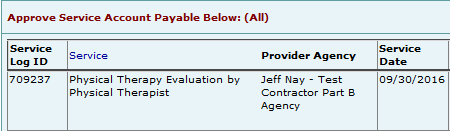 Approve Service Account Payable Below: (All)
Service Log ID Service Provider Agency Service Date
709237 Physical Therapy Evaluation by Physical Therapist Jeff Nay - Test Contractor Part B Agency 09/30/2016